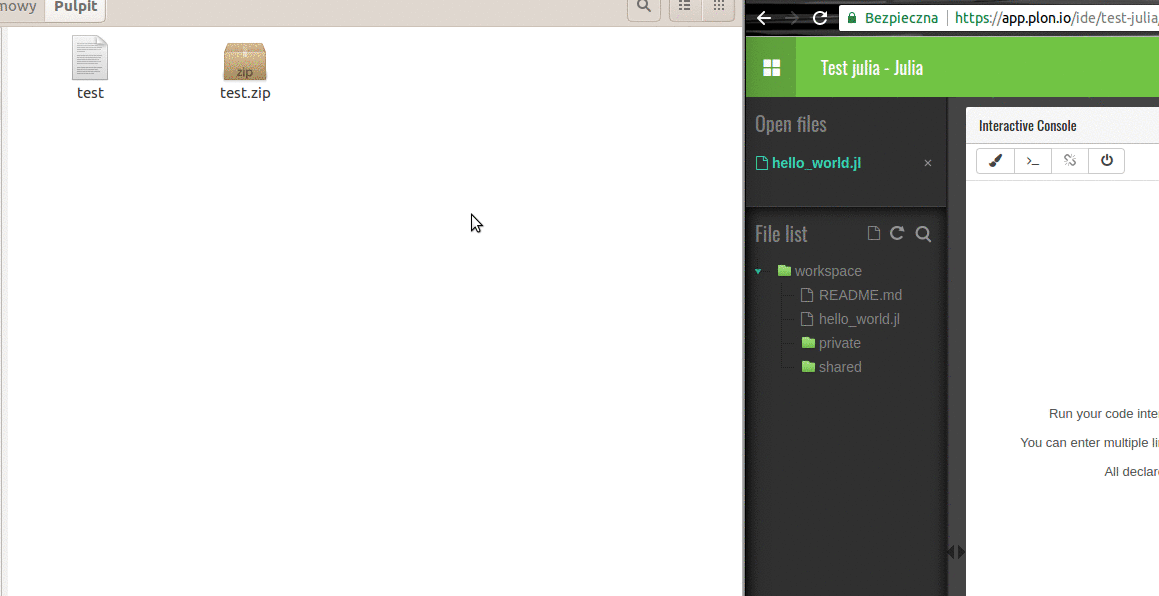 mowy Pulpit
test
zip
test.zip
Bezpieczna https://app.plon.io/ide/test-julia/
Test julia - Julia
Open files
hello_world.jl ×
File list
workspace
README.md
hello_world.jl
private
shared
Interactive Console
>_
Run your code inte
You can enter multiple li
All declar